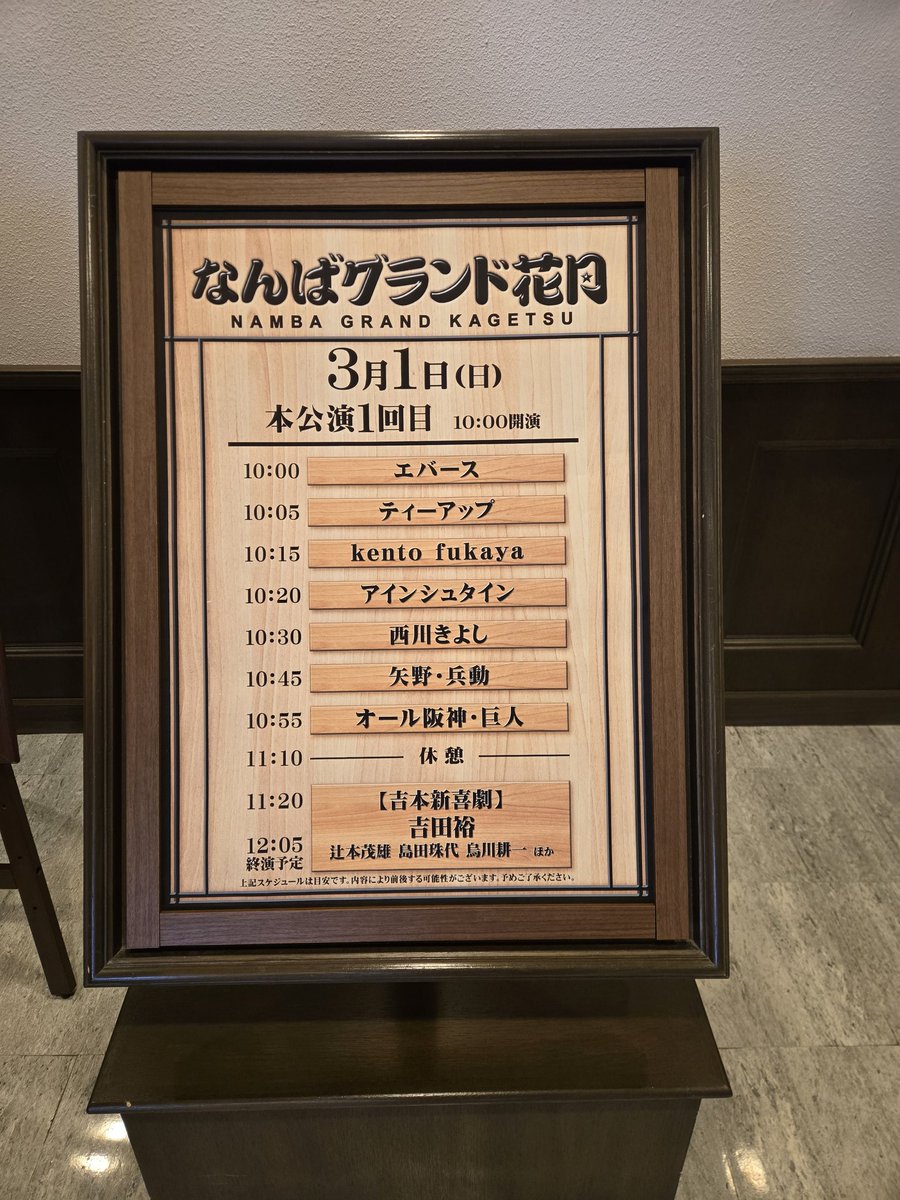 なんばグランド花月
NAMBA GRAND KAGETSU
3月1日(日)
本公演1回目 10:00開演
10:00 エバース
10:05 ティーアップ
10:15 kento fukaya
10:20 アインシュタイン
10:30 西川きよし
10:45 矢野・兵動
10:55 オール阪神・巨人
11:10 休憩
11:20 【吉本新喜劇】
吉田裕
12:05 辻本茂雄 島田珠代 烏川耕一 ほか
終演予定
上記スケジュールは目安です。内容により前後する可能性がございます。予めご了承ください。